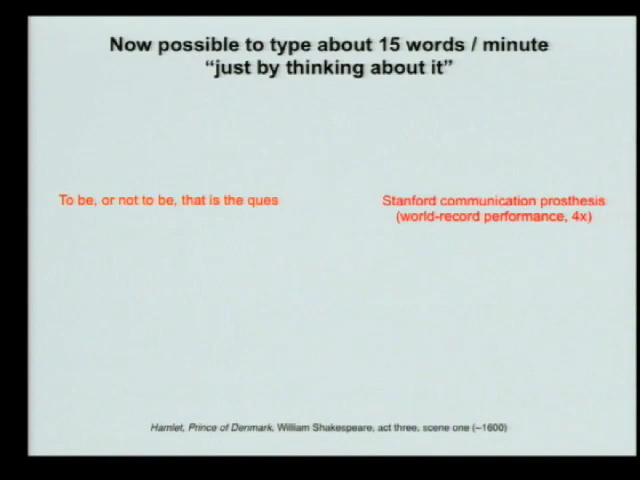 Now possible to type about 15 words / minute
“just by thinking about it”
To be, or not to be, that is the ques
Stanford communication prosthesis
(world-record performance, 4x)
Hamlet, Prince of Denmark, William Shakespeare, act three, scene one (~1600)